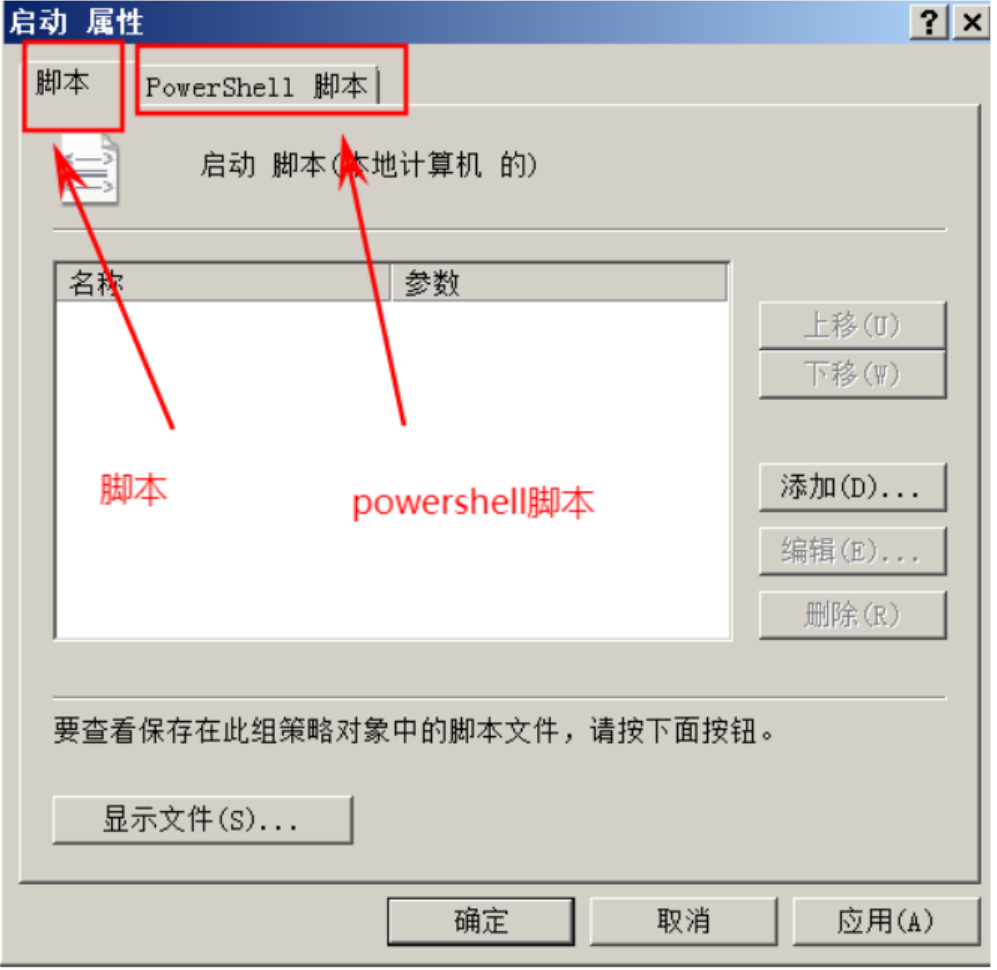 启动 属性
脚本
PowerShell 脚本
启动 脚本(本地计算机 的)
名称
参数
上移(U)
下移(W)
脚本
powershell脚本
添加(D)...
编辑(E)...
删除(R)
要查看保存在此组策略对象中的脚本文件，请按下面按钮。
显示文件(S)...
确定
取消
应用(A)